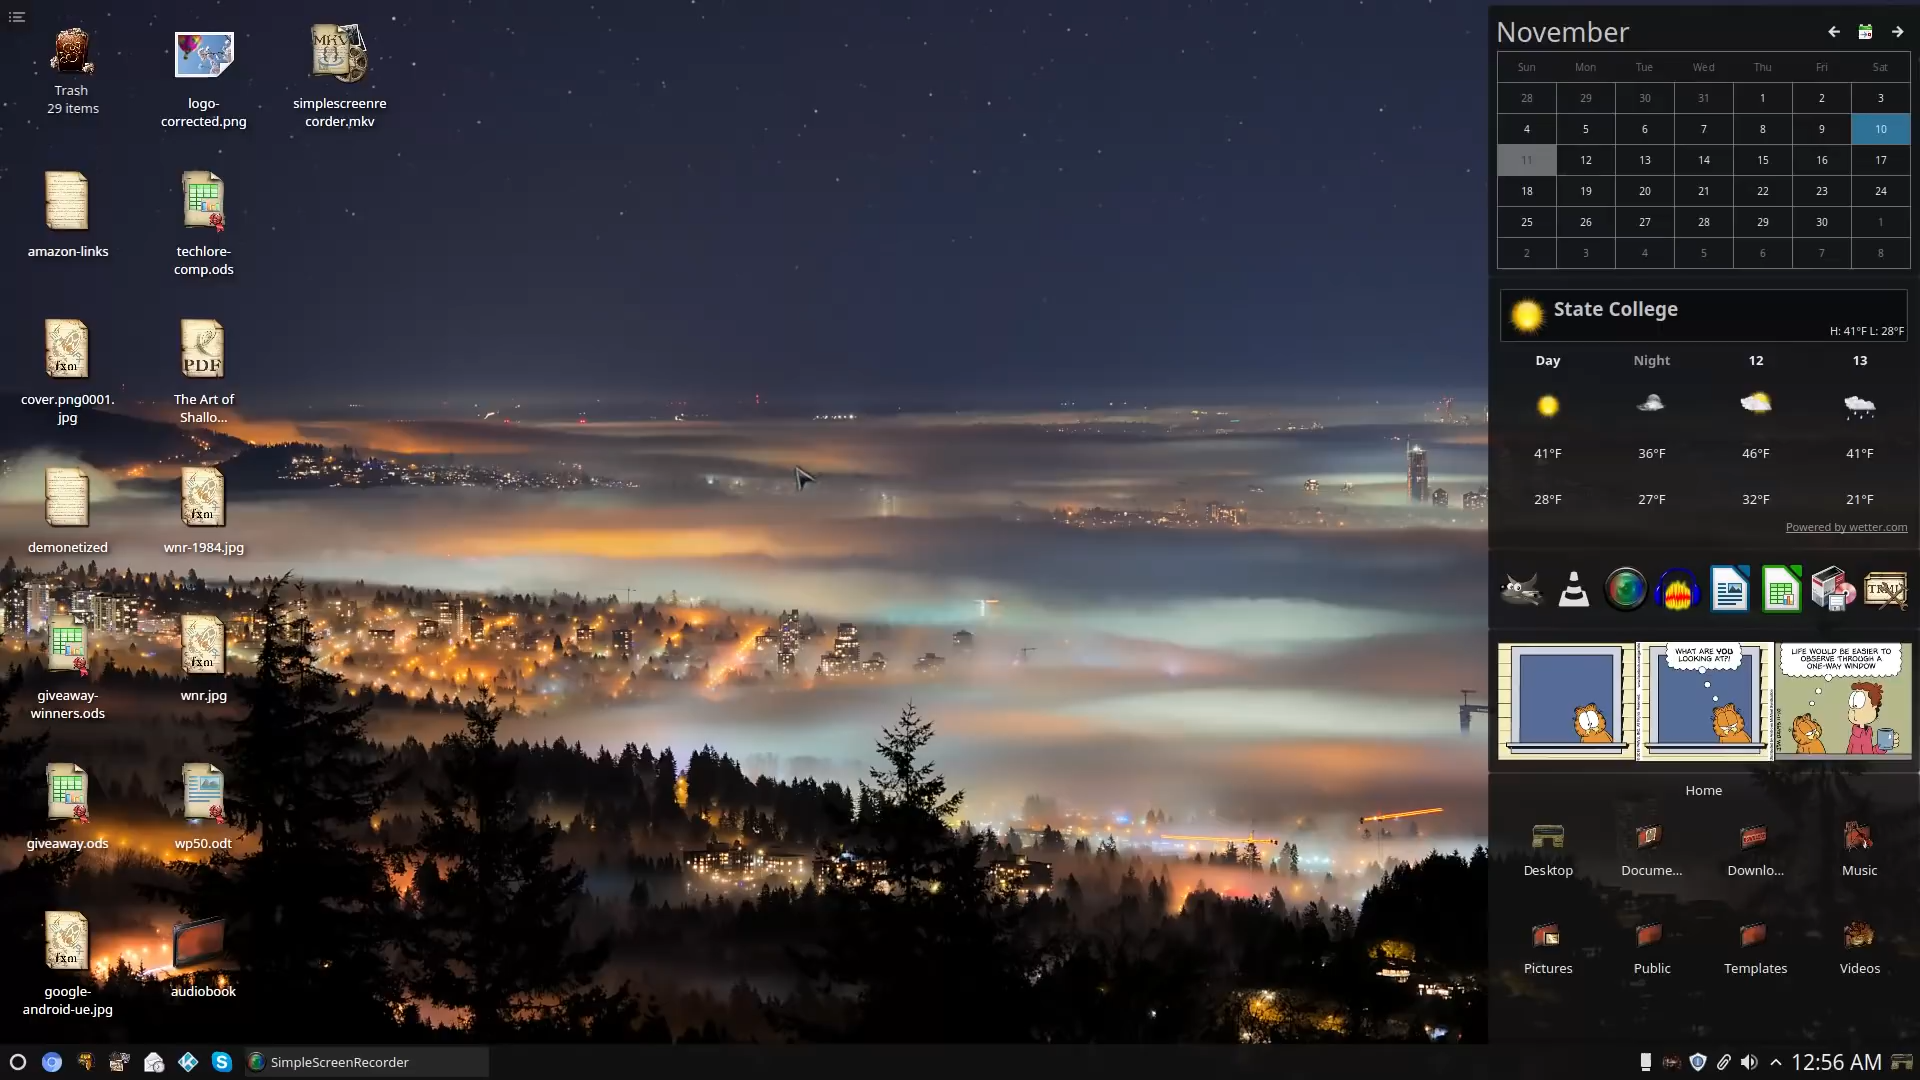 Trash
29 items
logo-
corrected.png
simplescreenre
corder.mkv
MKV
amazon-links
techlore-
comp.ods
fxm
cover.png0001.
jpg
PDF
The Art of
Shallo...
demonetized
fxm
wnr-1984.jpg
giveaway-
winners.ods
fxm
wnr.jpg
giveaway.ods
wp50.odt
fxm
google-
android-ue.jpg
audiobook
November
Sun Mon Tue Wed Thu Fri Sat
28 29 30 31 1 2 3
4 5 6 7 8 9 10
11 12 13 14 15 16 17
18 19 20 21 22 23 24
25 26 27 28 29 30 1
2 3 4 5 6 7 8
State College
H: 41°F L: 28°F
Day Night 12 13
41°F 36°F 46°F 41°F
28°F 27°F 32°F 21°F
Powered by wetter.com
WHAT ARE YOU
LOOKING AT?!
LIFE WOULD BE EASIER TO
OBSERVE THROUGH A
ONE-WAY WINDOW
Home
Desktop Docume... Downlo... Music
Pictures Public Templates Videos
SimpleScreenRecorder
12:56 AM